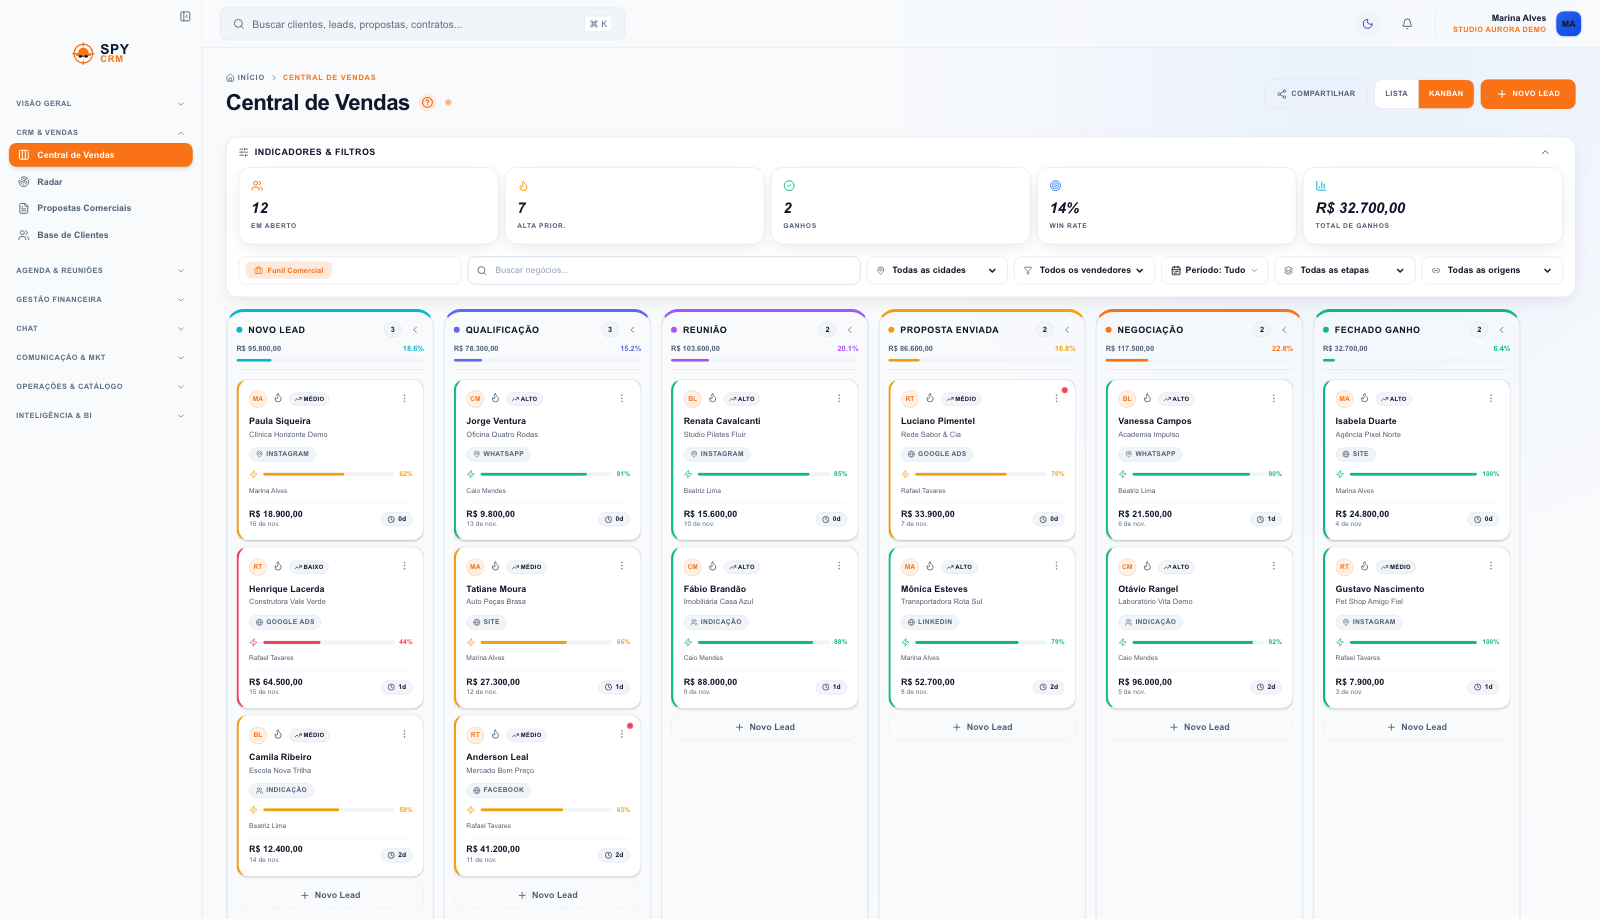 Buscar clientes, leads, propostas, contratos...
⌘ K
Marina Alves
STUDIO AURORA DEMO
MA
SPY
CRM
VISÃO GERAL
CRM & VENDAS
Central de Vendas
Radar
Propostas Comerciais
Base de Clientes
AGENDA & REUNIÕES
GESTÃO FINANCEIRA
CHAT
COMUNICAÇÃO & MKT
OPERAÇÕES & CATÁLOGO
INTELIGÊNCIA & BI
INÍCIO > CENTRAL DE VENDAS
Central de Vendas
COMPARTILHAR
LISTA
KANBAN
+ NOVO LEAD
INDICADORES & FILTROS
12
EM ABERTO
7
ALTA PRIOR.
2
GANHOS
14%
WIN RATE
R$ 32.700,00
TOTAL DE GANHOS
Funil Comercial
Buscar negócios...
Todas as cidades
Todos os vendedores
Período: Tudo
Todas as etapas
Todas as origens
NOVO LEAD 3
R$ 95.800,00 18.6%
MA MÉDIO
Paula Siqueira
Clínica Horizonte Demo
INSTAGRAM
62%
Marina Alves
R$ 18.900,00
16 de nov.
0d
RT BAIXO
Henrique Lacerda
Construtora Vale Verde
GOOGLE ADS
44%
Rafael Tavares
R$ 64.500,00
15 de nov.
1d
BL MÉDIO
Camila Ribeiro
Escola Nova Trilha
INDICAÇÃO
58%
Beatriz Lima
R$ 12.400,00
14 de nov.
2d
+ Novo Lead
QUALIFICAÇÃO 3
R$ 78.300,00 15.2%
CM ALTO
Jorge Ventura
Oficina Quatro Rodas
WHATSAPP
81%
Caio Mendes
R$ 9.800,00
13 de nov.
0d
MA MÉDIO
Tatiane Moura
Auto Peças Brasa
SITE
66%
Marina Alves
R$ 27.300,00
12 de nov.
1d
RT MÉDIO
Anderson Leal
Mercado Bom Preço
FACEBOOK
63%
Rafael Tavares
R$ 41.200,00
11 de nov.
2d
+ Novo Lead
REUNIÃO 2
R$ 103.600,00 20.1%
BL ALTO
Renata Cavalcanti
Studio Pilates Fluir
INSTAGRAM
85%
Beatriz Lima
R$ 15.600,00
10 de nov.
0d
CM ALTO
Fábio Brandão
Imobiliária Casa Azul
INDICAÇÃO
88%
Caio Mendes
R$ 88.000,00
9 de nov.
1d
+ Novo Lead
PROPOSTA ENVIADA 2
R$ 86.600,00 16.8%
RT MÉDIO
Luciano Pimentel
Rede Sabor & Cia
GOOGLE ADS
70%
Rafael Tavares
R$ 33.900,00
7 de nov.
0d
MA ALTO
Mônica Esteves
Transportadora Rota Sul
LINKEDIN
79%
Marina Alves
R$ 52.700,00
8 de nov.
2d
+ Novo Lead
NEGOCIAÇÃO 2
R$ 117.500,00 22.8%
BL ALTO
Vanessa Campos
Academia Impulso
WHATSAPP
90%
Beatriz Lima
R$ 21.500,00
6 de nov.
1d
CM ALTO
Otávio Rangel
Laboratório Vita Demo
INDICAÇÃO
92%
Caio Mendes
R$ 96.000,00
5 de nov.
2d
+ Novo Lead
FECHADO GANHO 2
R$ 32.700,00 6.4%
MA ALTO
Isabela Duarte
Agência Pixel Norte
SITE
100%
Marina Alves
R$ 24.800,00
4 de nov.
0d
RT MÉDIO
Gustavo Nascimento
Pet Shop Amigo Fiel
INSTAGRAM
100%
Rafael Tavares
R$ 7.900,00
3 de nov.
1d
+ Novo Lead